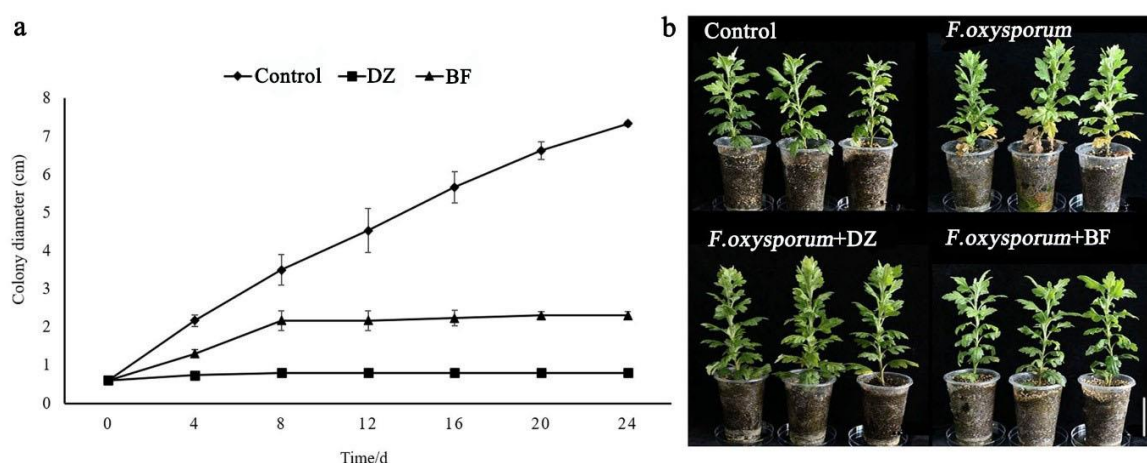 a
Control DZ BF
Colony diameter (cm)
8
7
6
5
4
3
2
1
0
0 4 8 12 16 20 24
Time/d
b
Control
F.oxysporum
F.oxysporum+DZ
F.oxysporum+BF